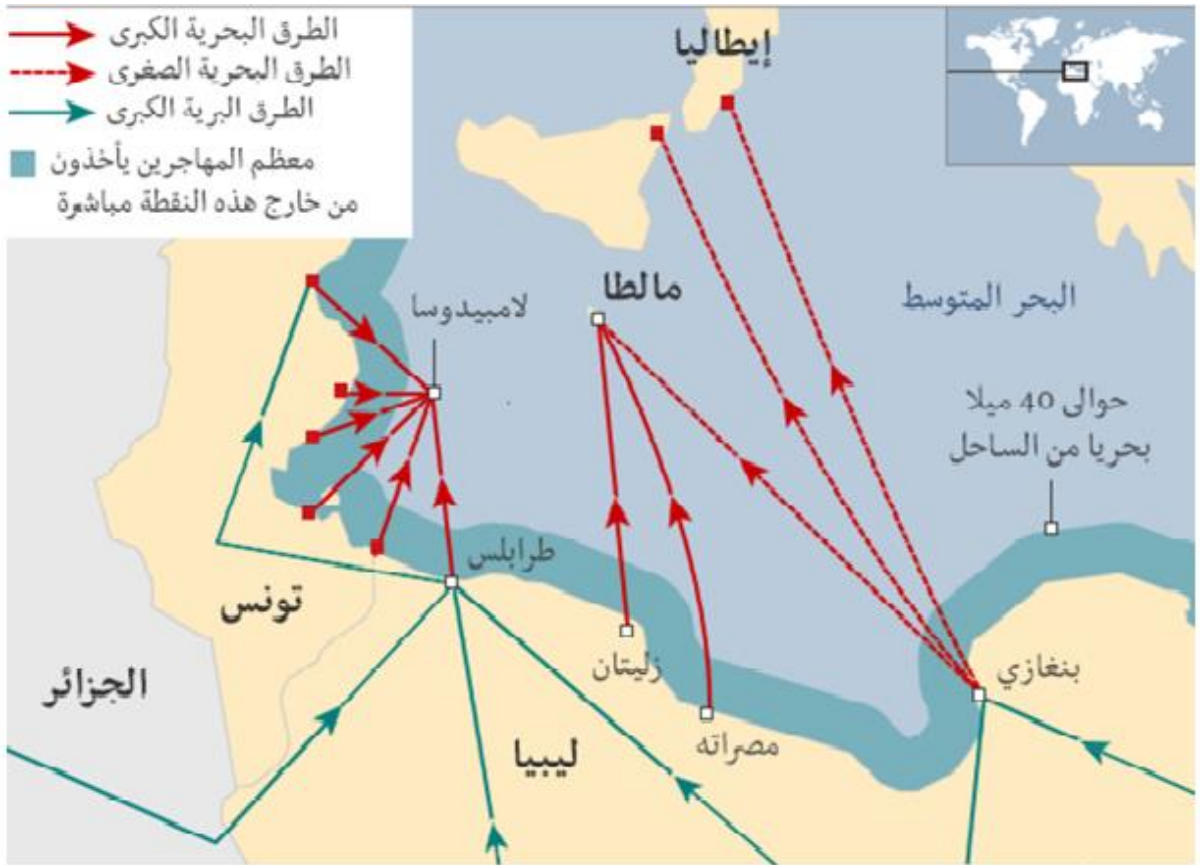 الطرق البحرية الكبرى
الطرق البحرية الصغرى
الطرق البرية الكبرى
معظم المهاجرين يأخذون
من خارج هذه النقطة مباشرة
إيطاليا
مالطا
لامبيدوسا
البحر المتوسط
حوالى 40 ميلا
بحريا من الساحل
طرابلس
تونس
زليتان
بنغازي
الجزائر
مصراته
ليبيا